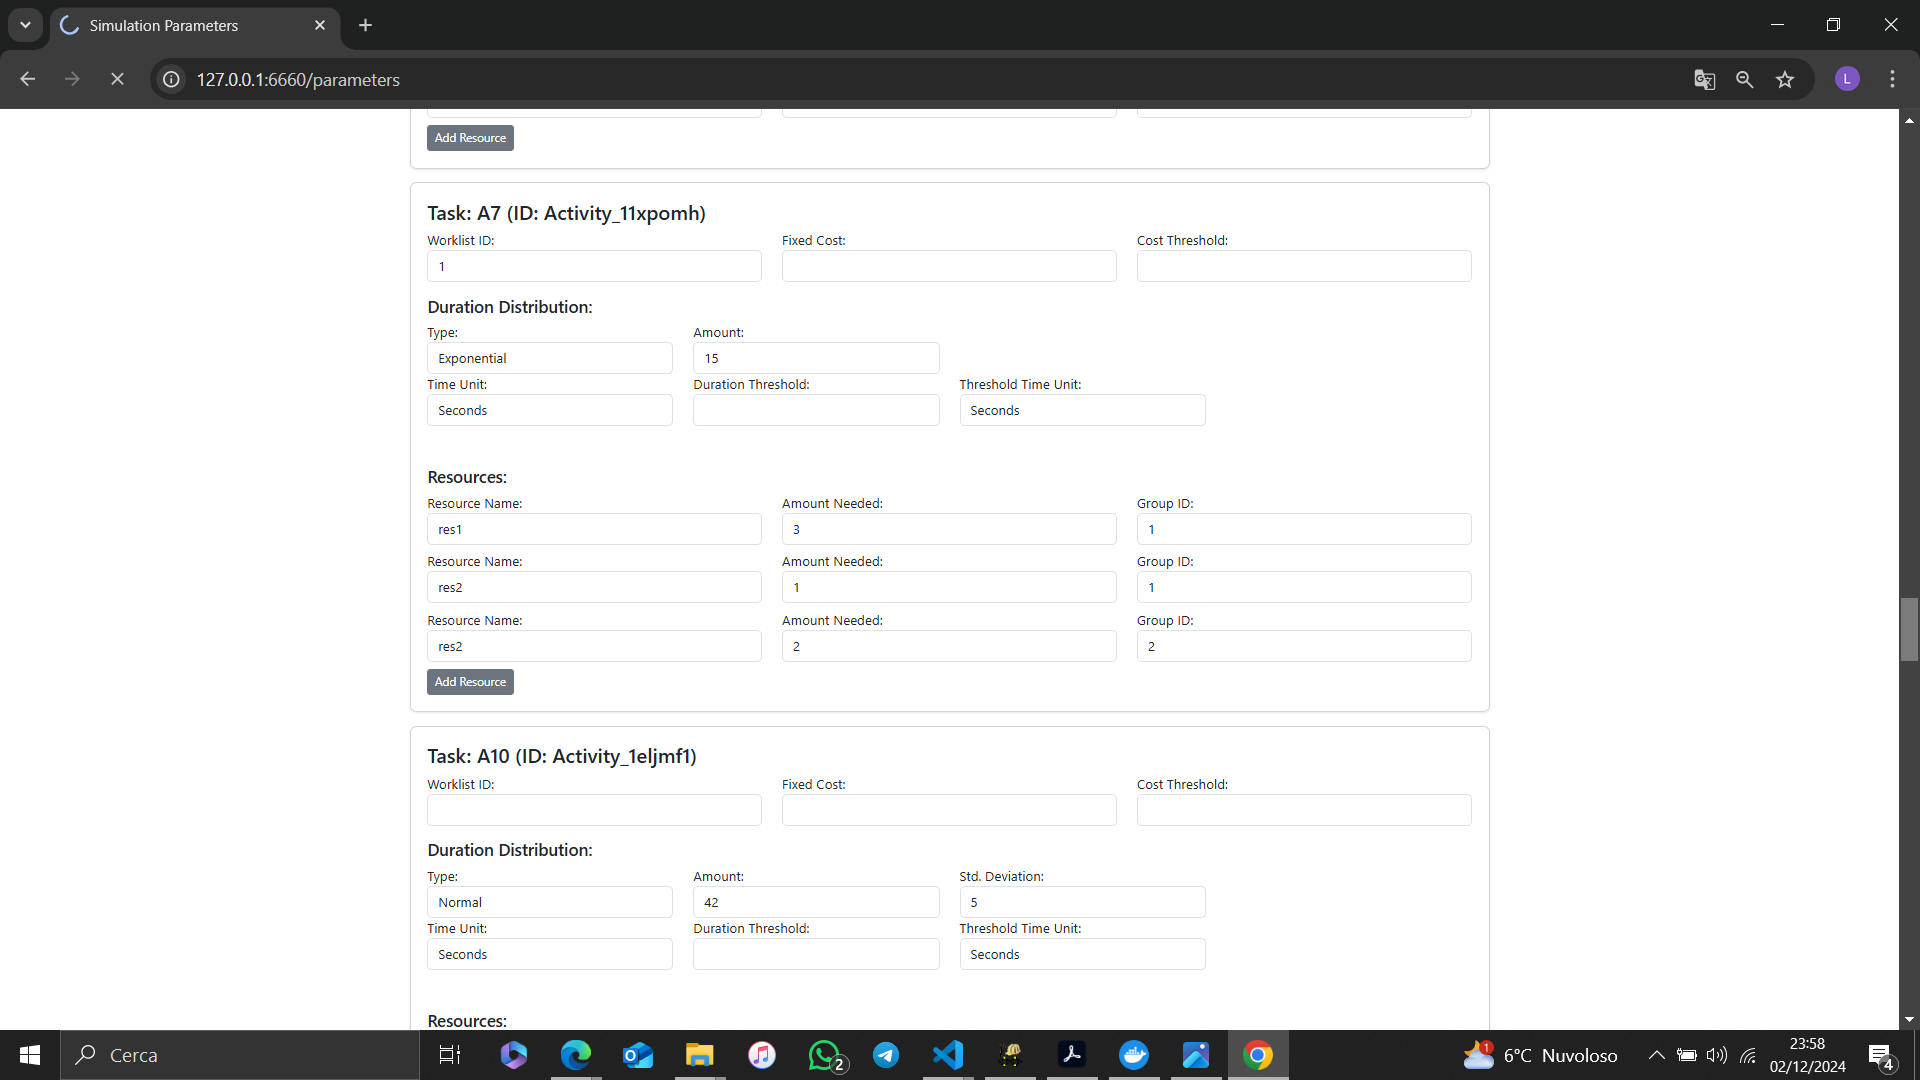 Simulation Parameters
127.0.0.1:6660/parameters
L
Add Resource
Task: A7 (ID: Activity_11xpomh)
Worklist ID: Fixed Cost: Cost Threshold:
1
Duration Distribution:
Type: Amount:
Exponential 15
Time Unit: Duration Threshold: Threshold Time Unit:
Seconds Seconds
Resources:
Resource Name: Amount Needed: Group ID:
res1 3 1
Resource Name: Amount Needed: Group ID:
res2 1 1
Resource Name: Amount Needed: Group ID:
res2 2 2
Add Resource
Task: A10 (ID: Activity_1eljmf1)
Worklist ID: Fixed Cost: Cost Threshold:
Duration Distribution:
Type: Amount: Std. Deviation:
Normal 42 5
Time Unit: Duration Threshold: Threshold Time Unit:
Seconds Seconds
Resources:
Cerca
2
1
6°C Nuvoloso
23:58
02/12/2024
4